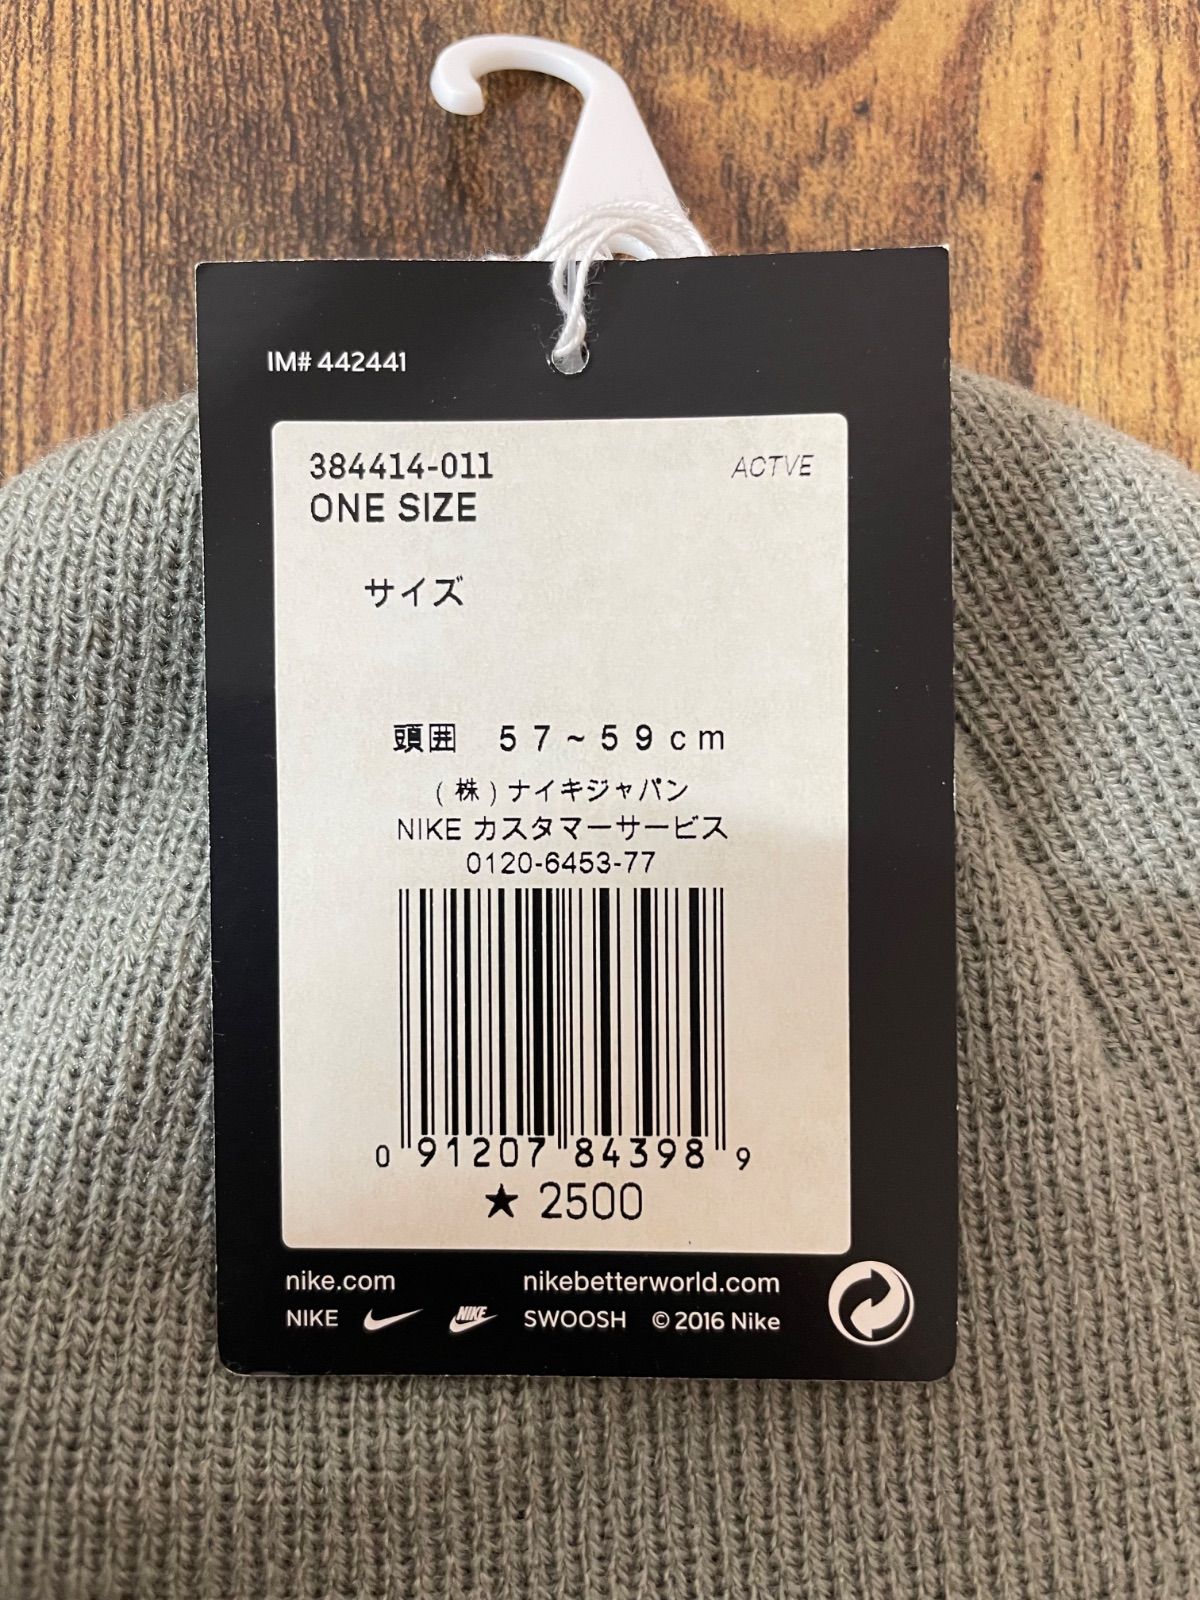 IM# 442441
384414-011 ACTVE
ONE SIZE
サイズ
頭囲 57~59cm
(株)ナイキジャパン
NIKE カスタマーサービス
0120-6453-77
0 91207 84398 9
★ 2500
nike.com nikebetterworld.com
NIKE NIKE SWOOSH © 2016 Nike